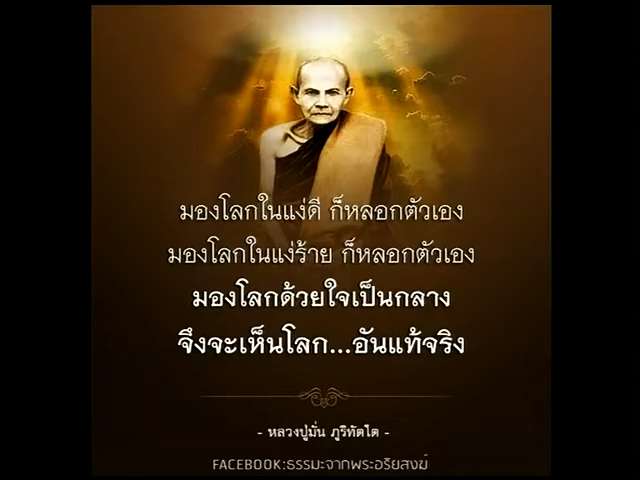 มองโลกในแง่ดี ก็หลอกตัวเอง
มองโลกในแง่ร้าย ก็หลอกตัวเอง
มองโลกด้วยใจเป็นกลาง
จึงจะเห็นโลก...อันแท้จริง
- หลวงปู่มั่น ภูริทัตโต -
FACEBOOK:ธรรมะจากพระอริยสงฆ์